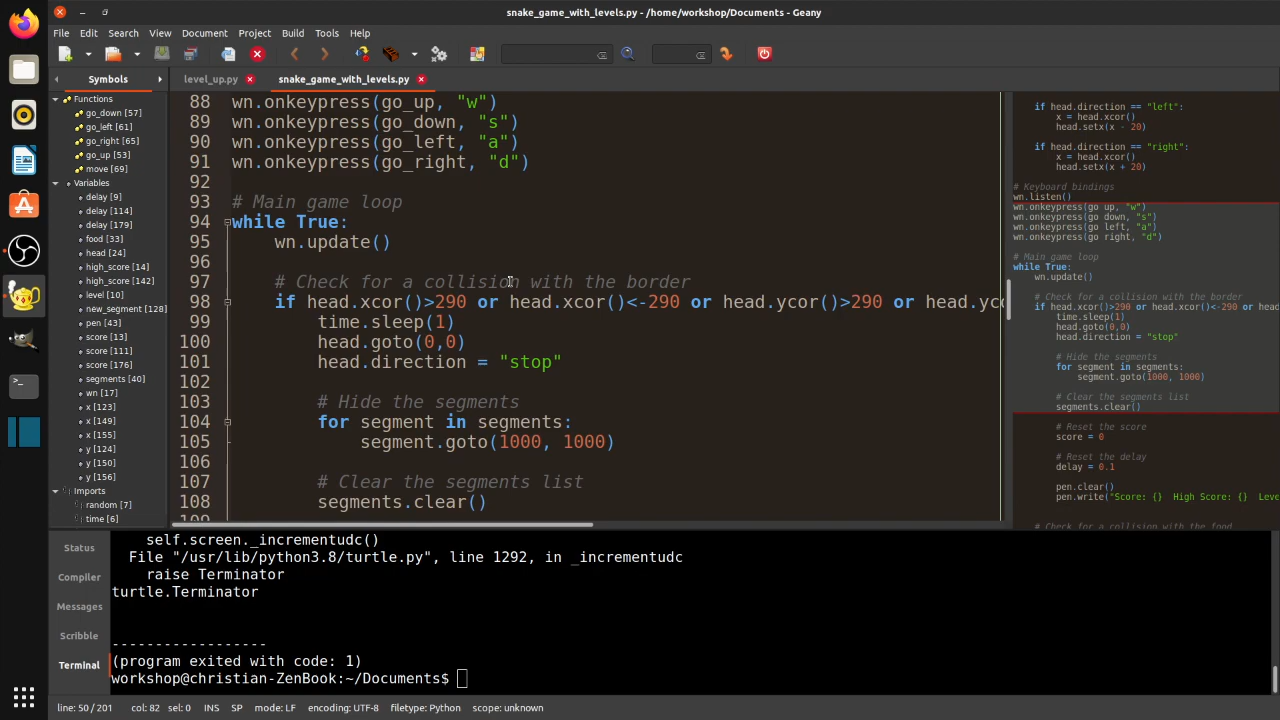 snake_game_with_levels.py - /home/workshop/Documents - Geany
File Edit Search View Document Project Build Tools Help
Symbols
level_up.py
snake_game_with_levels.py
Functions
go_down [57]
go_left [61]
go_right [65]
go_up [53]
move [69]
Variables
delay [9]
delay [114]
delay [179]
food [33]
head [24]
high_score [14]
high_score [142]
level [10]
new_segment [128]
pen [43]
score [13]
score [111]
score [176]
segments [40]
wn [17]
x [123]
x [149]
x [155]
y [124]
y [150]
y [156]
Imports
random [7]
time [6]
88 wn.onkeypress(go_up, "w")
89 wn.onkeypress(go_down, "s")
90 wn.onkeypress(go_left, "a")
91 wn.onkeypress(go_right, "d")
92
93 # Main game loop
94 while True:
95 wn.update()
96
97 # Check for a collision with the border
98 if head.xcor()>290 or head.xcor()<-290 or head.ycor()>290 or head.yc
99 time.sleep(1)
100 head.goto(0,0)
101 head.direction = "stop"
102
103 # Hide the segments
104 for segment in segments:
105 segment.goto(1000, 1000)
106
107 # Clear the segments list
108 segments.clear()
109
if head.direction == "left":
x = head.xcor()
head.setx(x - 20)
if head.direction == "right":
x = head.xcor()
head.setx(x + 20)
# Keyboard bindings
wn.listen()
wn.onkeypress(go_up, "w")
wn.onkeypress(go_down, "s")
wn.onkeypress(go_left, "a")
wn.onkeypress(go_right, "d")
# Main game loop
while True:
wn.update()
# Check for a collision with the border
if head.xcor()>290 or head.xcor()<-290 or hea
time.sleep(1)
head.goto(0,0)
head.direction = "stop"
# Hide the segments
for segment in segments:
segment.goto(1000, 1000)
# Clear the segments list
segments.clear()
# Reset the score
score = 0
# Reset the delay
delay = 0.1
pen.clear()
pen.write("Score: {}  High Score: {}  Leve
# Check for a collision with the food
Status
Compiler
Messages
Scribble
Terminal
self.screen._incrementudc()
File "/usr/lib/python3.8/turtle.py", line 1292, in _incrementudc
raise Terminator
turtle.Terminator
------------------
(program exited with code: 1)
workshop@christian-ZenBook:~/Documents$
line: 50 / 201 col: 82 sel: 0 INS SP mode: LF encoding: UTF-8 filetype: Python scope: unknown